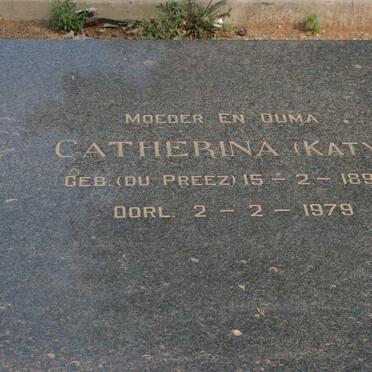 MOEDER EN OUMA
CATHERINA (KATY
GEB. (DU PREEZ) 15 - 2 - 189
OORL. 2 - 2 - 1979